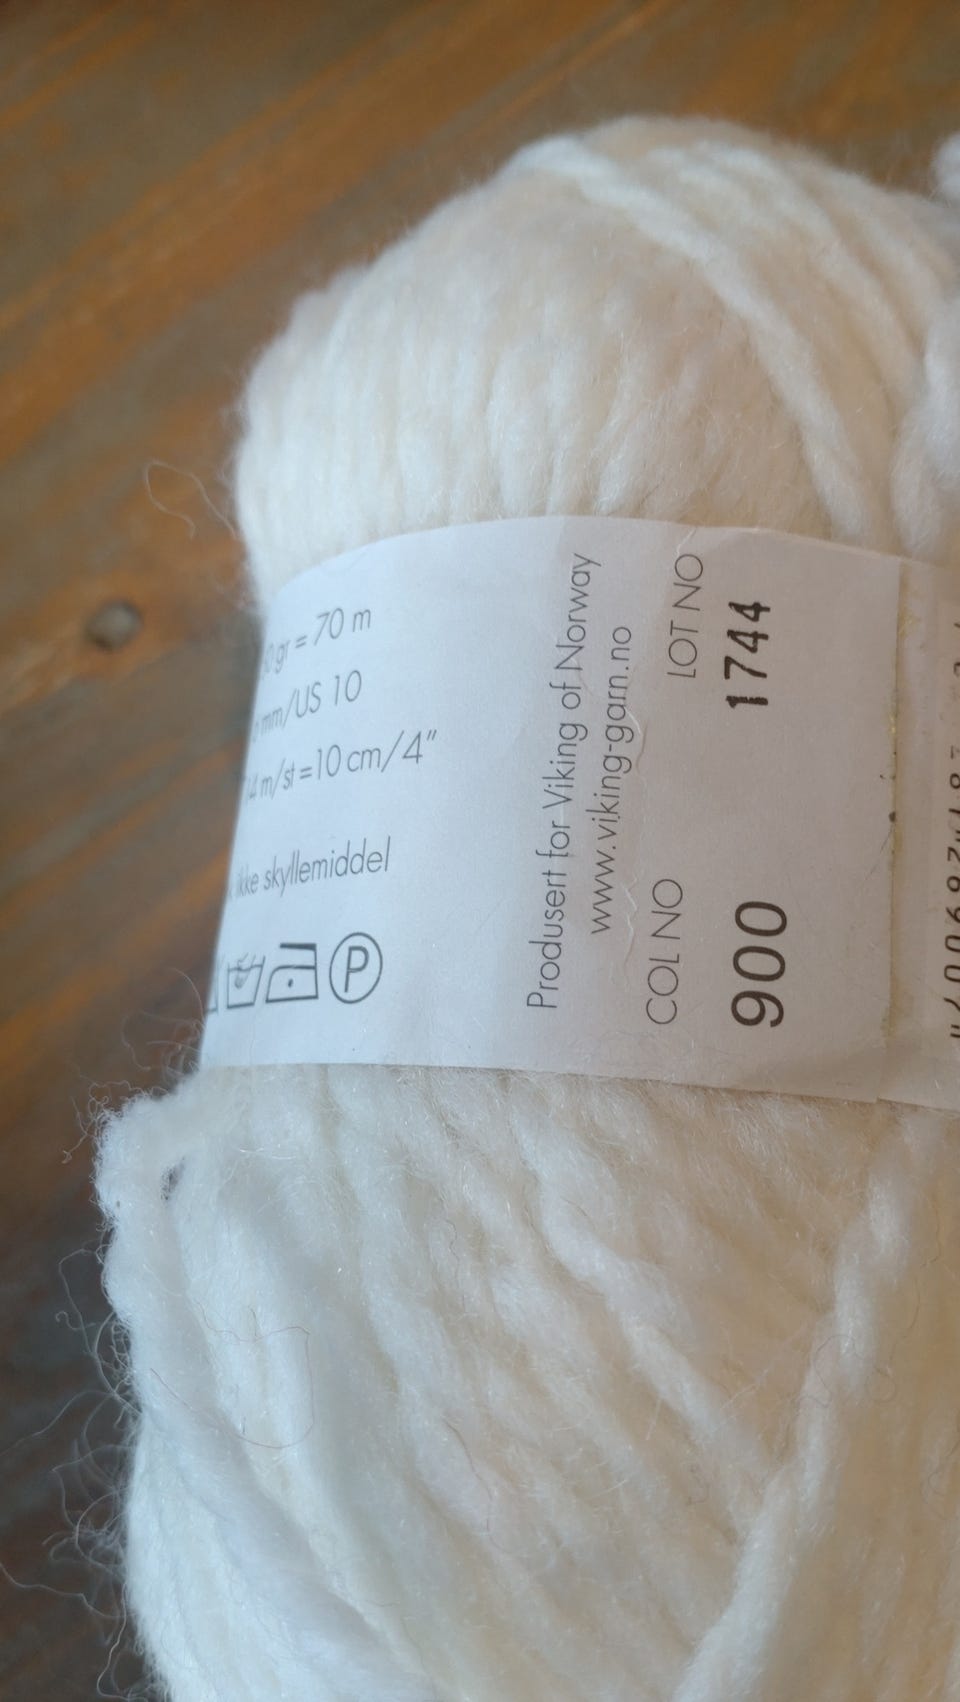 gr = 70 m
mm/US 10
m/st =10 cm/4"
ikke skyllemiddel
P
Produsert for Viking of Norway
www.viking-garn.no
COL NO LOT NO
900 1744